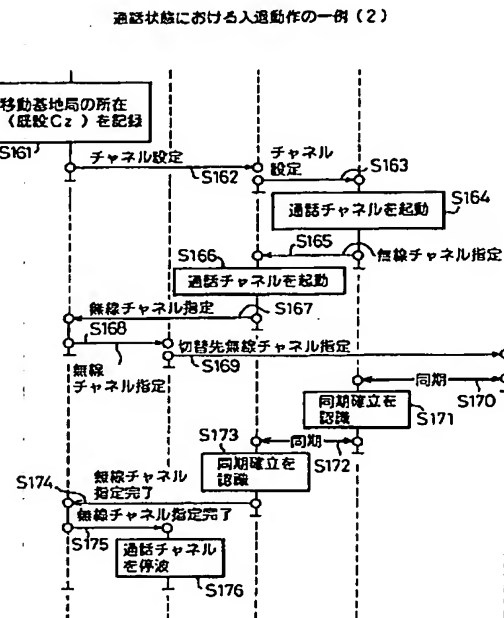 通話状態における入退動作の一例(2)
移動基地局の所在
(既設Cz)を記録
S161
チャネル設定
S162
チャネル
設定
S163
通話チャネルを起動
S164
S165
無線チャネル指定
S166
通話チャネルを起動
無線チャネル指定
S167
S168
無線
チャネル指定
切替先無線チャネル指定
S169
同期
S170
同期確立を
認識
S171
同期
S172
S173
同期確立を
認識
S174
無線チャネル
指定完了
無線チャネル指定完了
S175
通話チャネル
を停波
S176